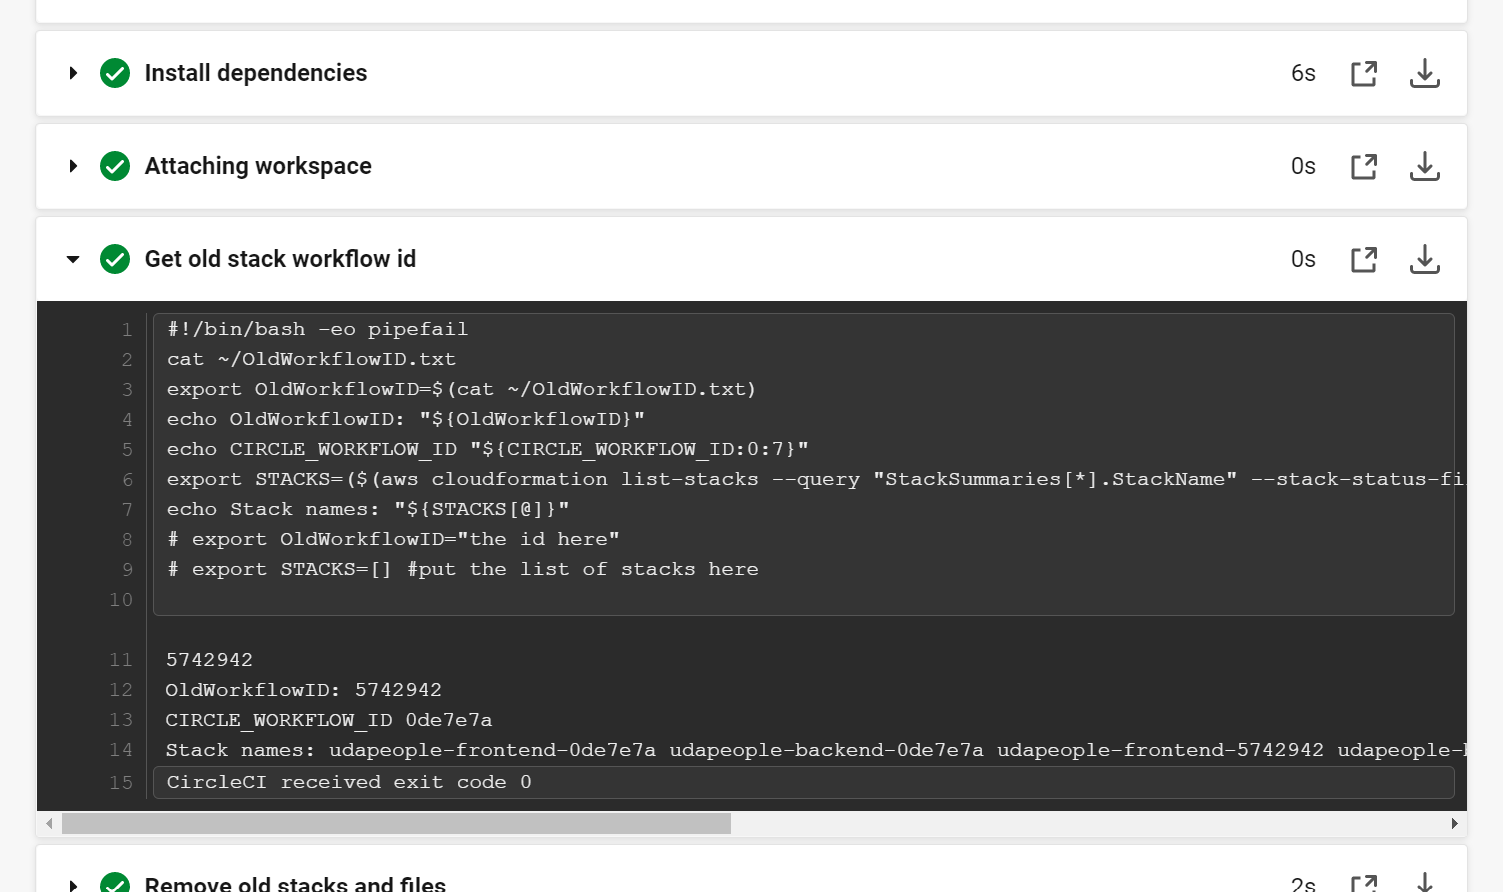 Install dependencies 6s
Attaching workspace 0s
Get old stack workflow id 0s
1 #!/bin/bash -eo pipefail
2 cat ~/OldWorkflowID.txt
3 export OldWorkflowID=$(cat ~/OldWorkflowID.txt)
4 echo OldWorkflowID: "${OldWorkflowID}"
5 echo CIRCLE_WORKFLOW_ID "${CIRCLE_WORKFLOW_ID:0:7}"
6 export STACKS=($(aws cloudformation list-stacks --query "StackSummaries[*].StackName" --stack-status-fi
7 echo Stack names: "${STACKS[@]}"
8 # export OldWorkflowID="the id here"
9 # export STACKS=[] #put the list of stacks here
10
11 5742942
12 OldWorkflowID: 5742942
13 CIRCLE_WORKFLOW_ID 0de7e7a
14 Stack names: udapeople-frontend-0de7e7a udapeople-backend-0de7e7a udapeople-frontend-5742942 udapeople-
15 CircleCI received exit code 0
Remove old stacks and files 2s